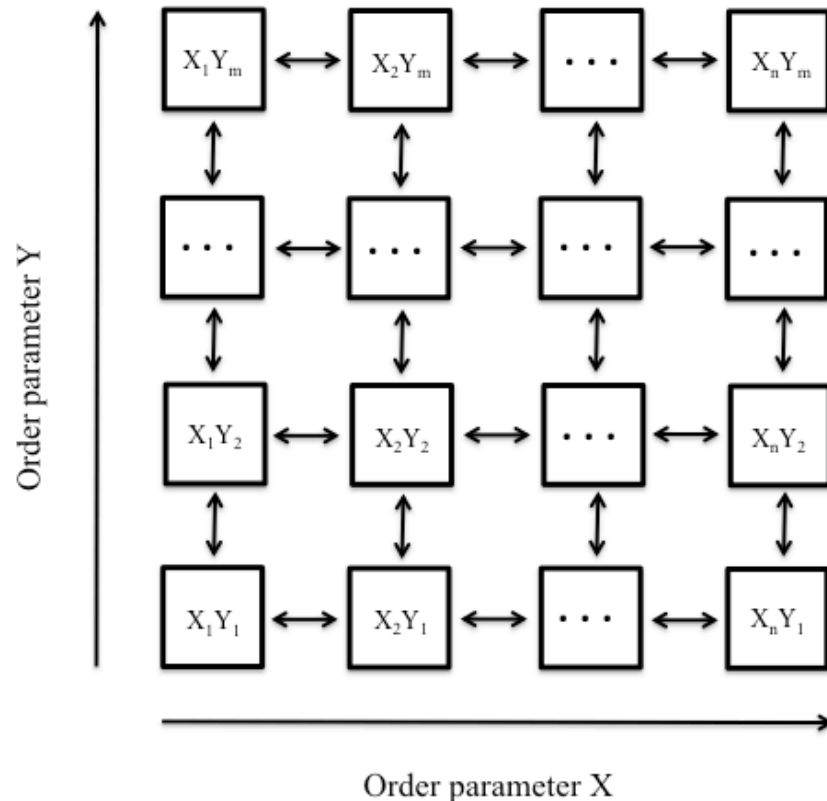 X₁Yₘ X₂Yₘ ... XₙYₘ
... ... ... ...
Order parameter Y
X₁Y₂ X₂Y₂ ... XₙY₂
X₁Y₁ X₂Y₁ ... XₙY₁
Order parameter X